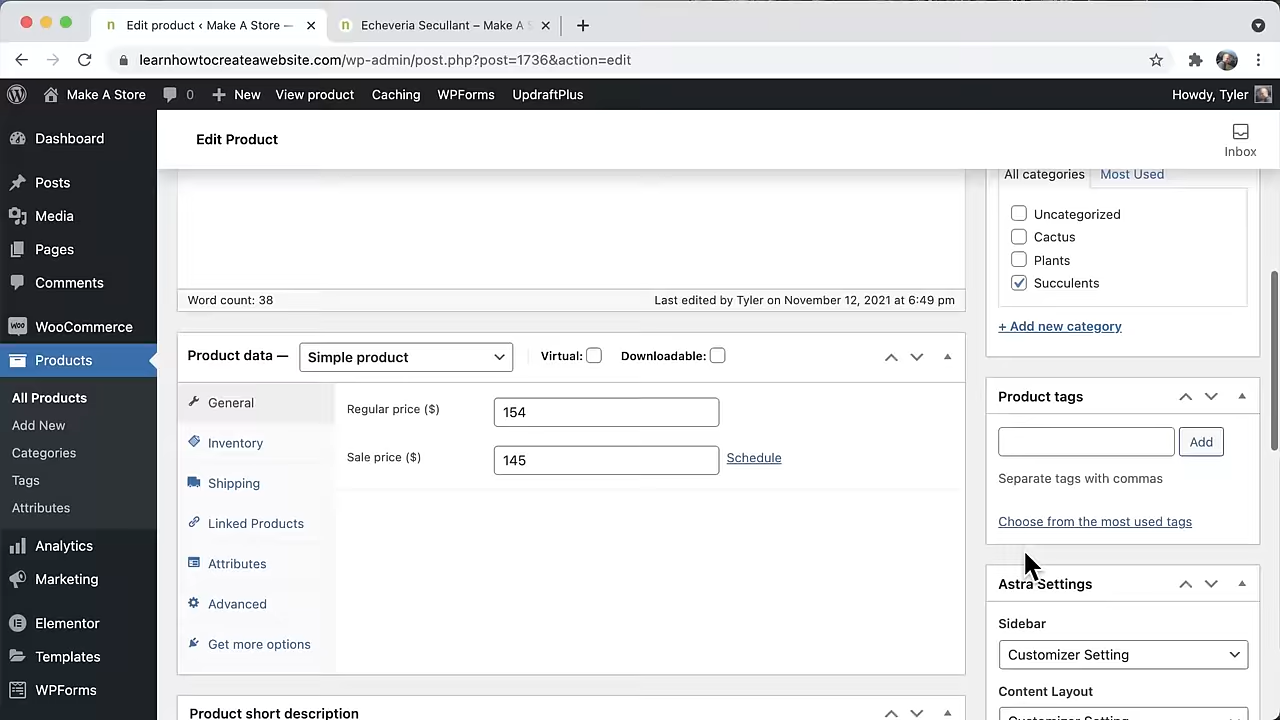 Edit product ‹ Make A Store —
Echeveria Secullant – Make A S
learnhowtocreateawebsite.com/wp-admin/post.php?post=1736&action=edit
Make A Store 0 New View product Caching WPForms UpdraftPlus Howdy, Tyler
Dashboard
Posts
Media
Pages
Comments
WooCommerce
Products
All Products
Add New
Categories
Tags
Attributes
Analytics
Marketing
Elementor
Templates
WPForms
Edit Product
Inbox
Word count: 38 Last edited by Tyler on November 12, 2021 at 6:49 pm
Product data — Simple product Virtual: Downloadable:
General
Inventory
Shipping
Linked Products
Attributes
Advanced
Get more options
Regular price ($) 154
Sale price ($) 145 Schedule
Product short description
All categories Most Used
Uncategorized
Cactus
Plants
Succulents
+ Add new category
Product tags
Add
Separate tags with commas
Choose from the most used tags
Astra Settings
Sidebar
Customizer Setting
Content Layout
Customizer Setting